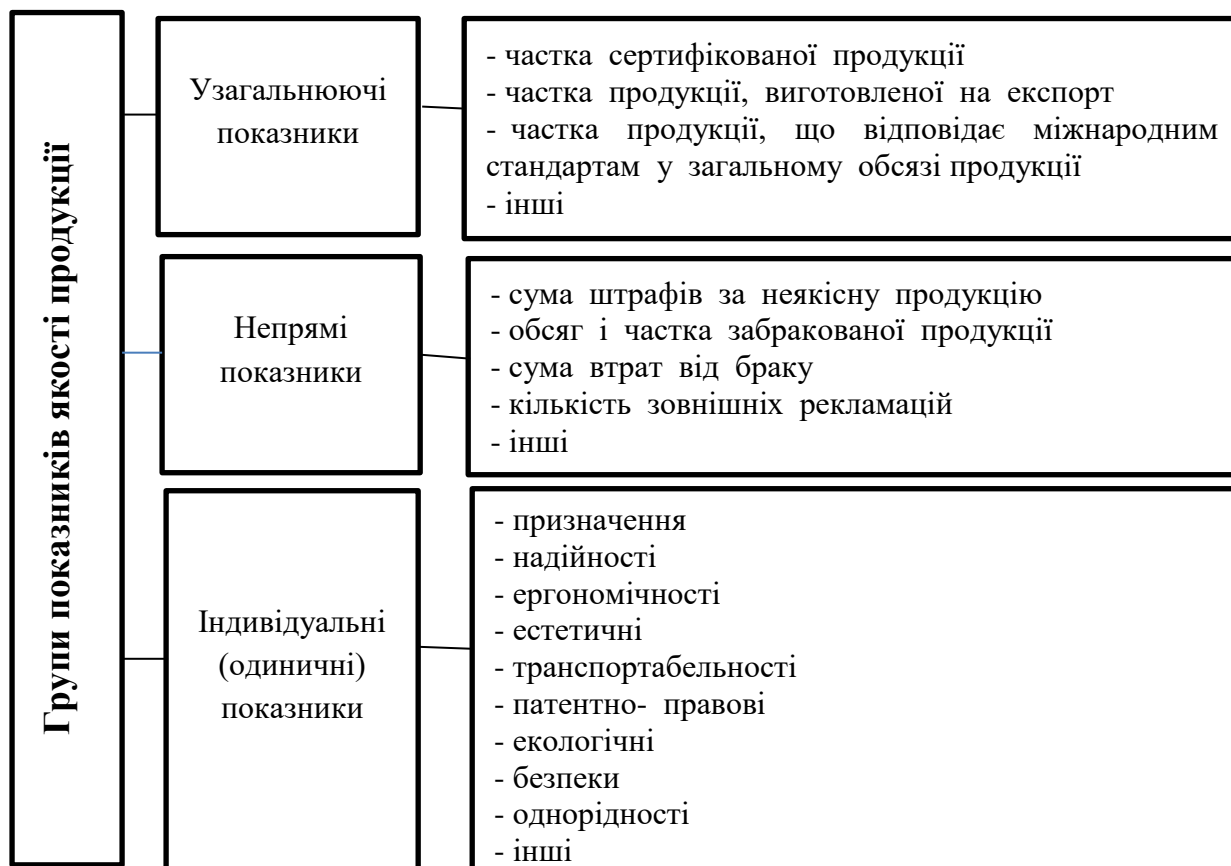 Групи показників якості продукції
Узагальнюючі
показники
- частка сертифікованої продукції
- частка продукції, виготовленої на експорт
- частка продукції, що відповідає міжнародним
стандартам у загальному обсязі продукції
- інші
Непрямі
показники
- сума штрафів за неякісну продукцію
- обсяг і частка забракованої продукції
- сума втрат від браку
- кількість зовнішніх рекламацій
- інші
Індивідуальні
(одиничні)
показники
- призначення
- надійності
- ергономічності
- естетичні
- транспортабельності
- патентно- правові
- екологічні
- безпеки
- однорідності
- інші